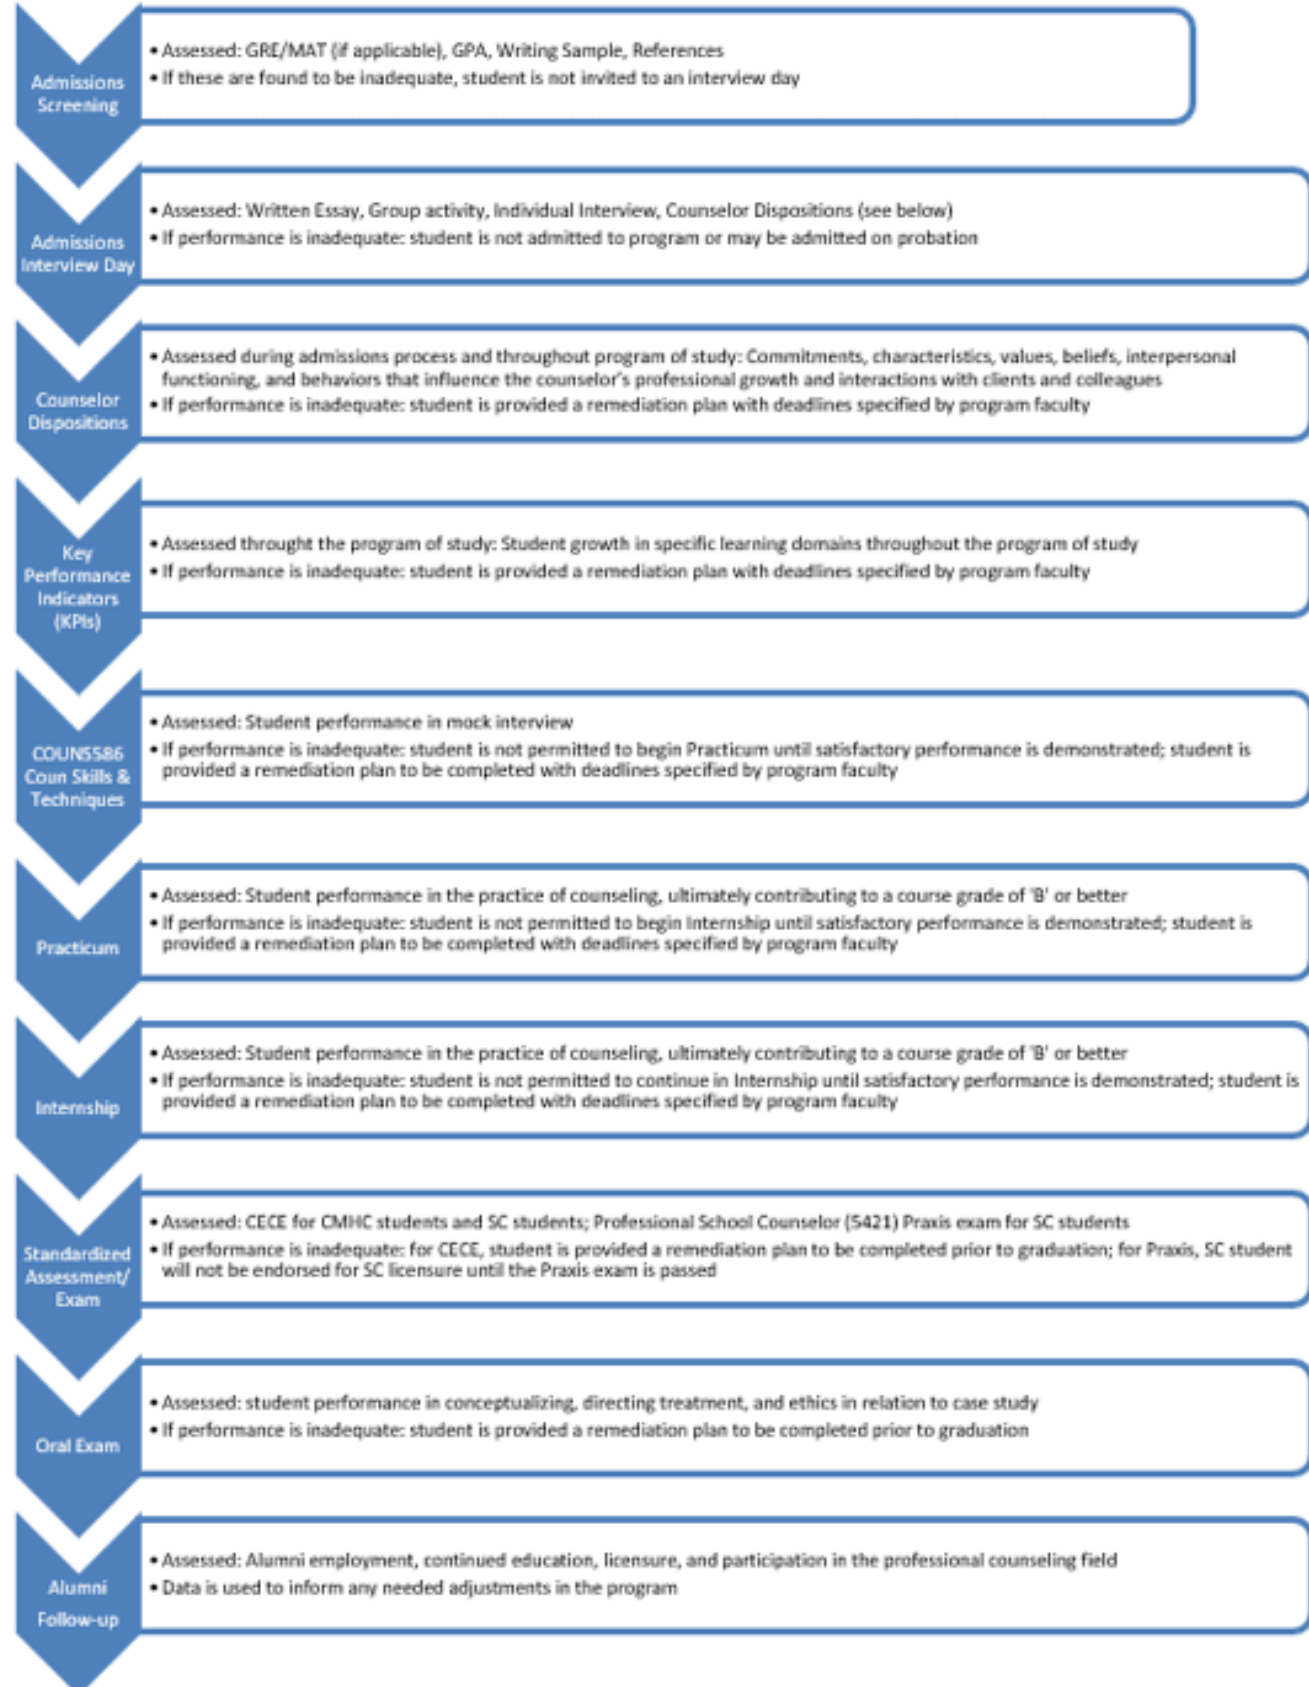 Admissions
Screening
• Assessed: GRE/MAT (if applicable), GPA, Writing Sample, References
• If these are found to be inadequate, student is not invited to an interview day
Admissions
Interview Day
• Assessed: Written Essay, Group activity, Individual Interview, Counselor Dispositions (see below)
• If performance is inadequate: student is not admitted to program or may be admitted on probation
Counselor
Dispositions
• Assessed during admissions process and throughout program of study: Commitments, characteristics, values, beliefs, interpersonal
functioning, and behaviors that influence the counselor's professional growth and interactions with clients and colleagues
• If performance is inadequate: student is provided a remediation plan with deadlines specified by program faculty
Key
Performance
Indicators
(KPIs)
• Assessed throught the program of study: Student growth in specific learning domains throughout the program of study
• If performance is inadequate: student is provided a remediation plan with deadlines specified by program faculty
COUN5586
Coun Skills &
Techniques
• Assessed: Student performance in mock interview
• If performance is inadequate: student is not permitted to begin Practicum until satisfactory performance is demonstrated; student is
provided a remediation plan to be completed with deadlines specified by program faculty
Practicum
• Assessed: Student performance in the practice of counseling, ultimately contributing to a course grade of 'B' or better
• If performance is inadequate: student is not permitted to begin Internship until satisfactory performance is demonstrated; student is
provided a remediation plan to be completed with deadlines specified by program faculty
Internship
• Assessed: Student performance in the practice of counseling, ultimately contributing to a course grade of 'B' or better
• If performance is inadequate: student is not permitted to continue in Internship until satisfactory performance is demonstrated; student is
provided a remediation plan to be completed with deadlines specified by program faculty
Standardized
Assessment/
Exam
• Assessed: CECE for CMHC students and SC students; Professional School Counselor (5421) Praxis exam for SC students
• If performance is inadequate: for CECE, student is provided a remediation plan to be completed prior to graduation; for Praxis, SC student
will not be endorsed for SC licensure until the Praxis exam is passed
Oral Exam
• Assessed: student performance in conceptualizing, directing treatment, and ethics in relation to case study
• If performance is inadequate: student is provided a remediation plan to be completed prior to graduation
Alumni
Follow-up
• Assessed: Alumni employment, continued education, licensure, and participation in the professional counseling field
• Data is used to inform any needed adjustments in the program